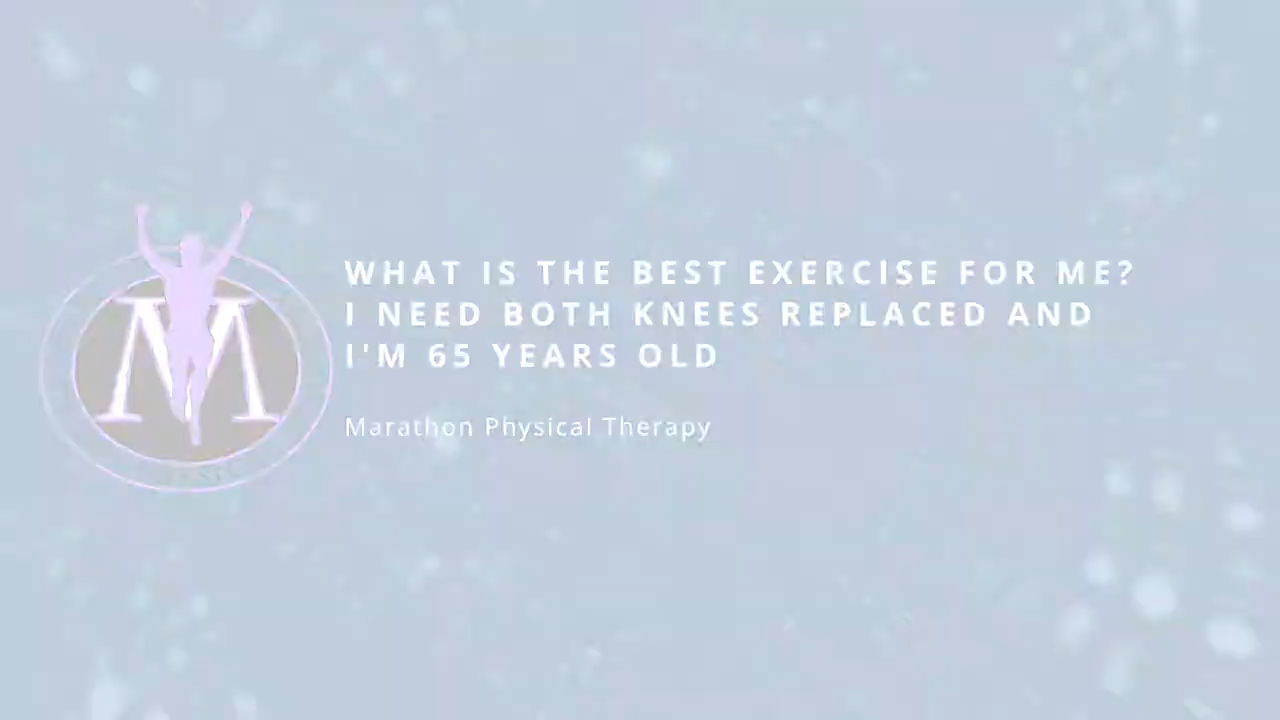 WHAT IS THE BEST EXERCISE FOR ME?
I NEED BOTH KNEES REPLACED AND
I'M 65 YEARS OLD
Marathon Physical Therapy
M